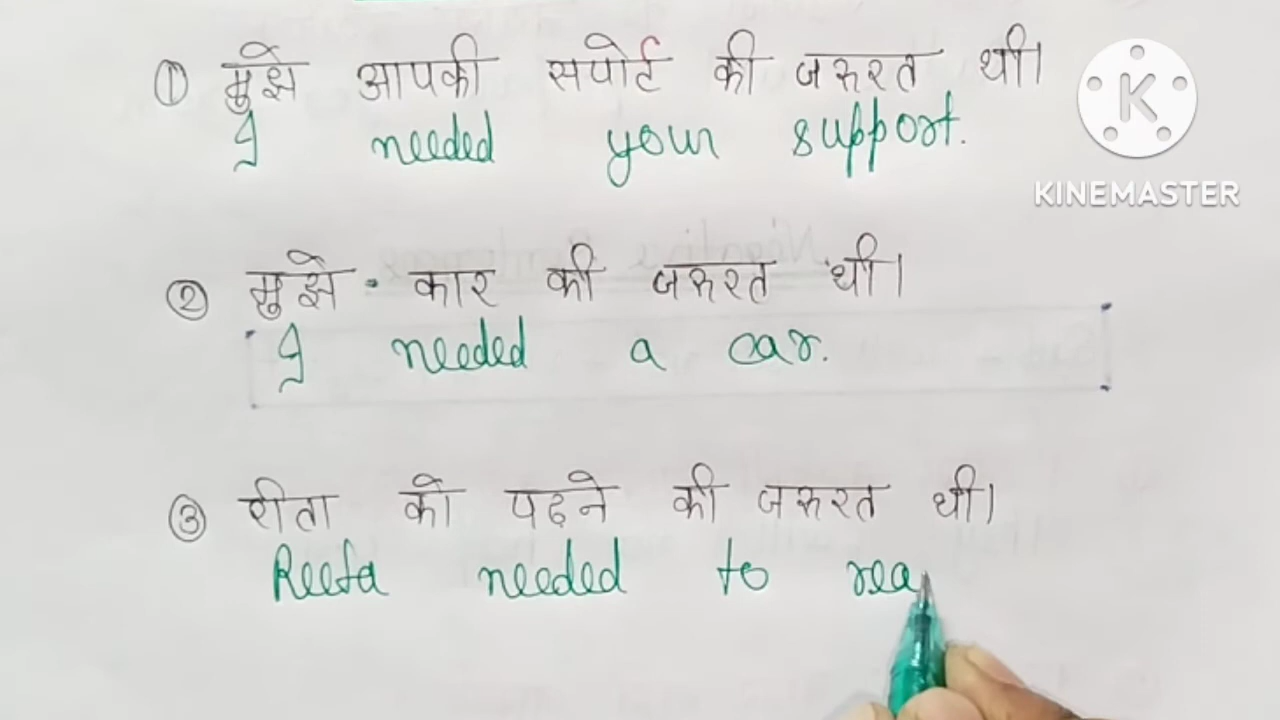 ① मुझे आपकी सपोर्ट की जरूरत थी।
I needed your support.
KINEMASTER
② मुझे कार की जरूरत थी।
I needed a car.
③ रीता को पढ़ने की जरूरत थी।
Reeta needed to rea